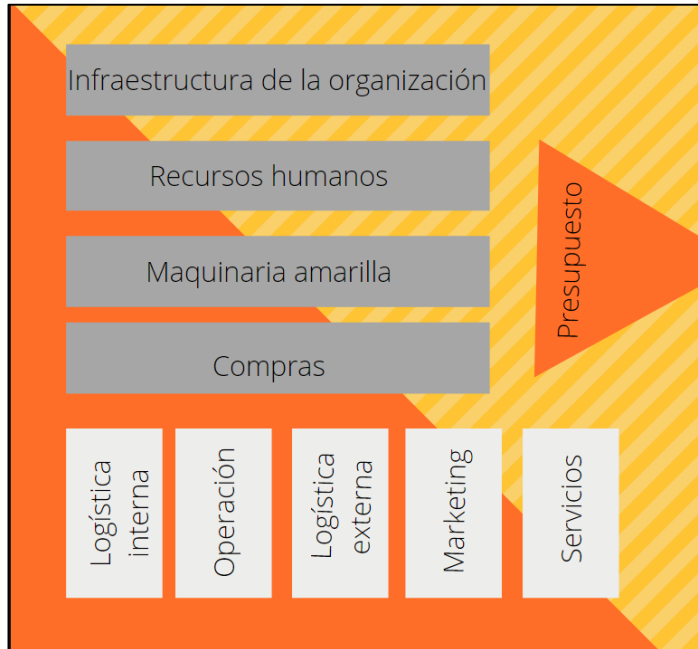 Infraestructura de la organización
Recursos humanos
Maquinaria amarilla
Compras
Presupuesto
Logística
interna
Operación
Logística
externa
Marketing
Servicios